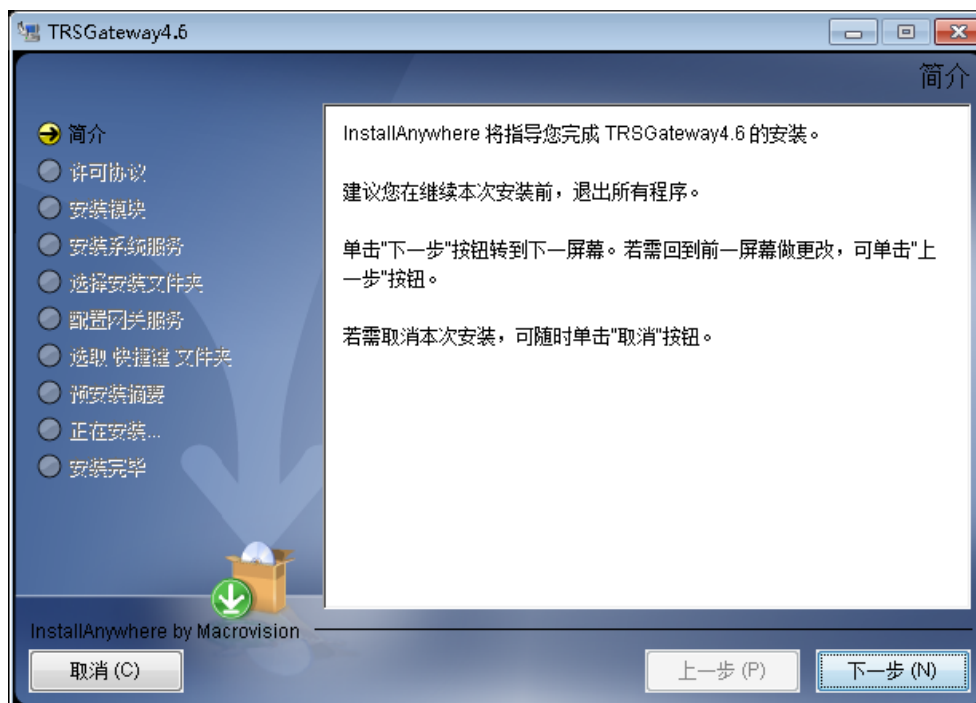 TRSGateway4.6
简介
简介
许可协议
安装模块
安装系统服务
选择安装文件夹
配置网关服务
选取 快捷键 文件夹
预安装摘要
正在安装...
安装完毕
InstallAnywhere 将指导您完成 TRSGateway4.6 的安装。
建议您在继续本次安装前，退出所有程序。
单击"下一步"按钮转到下一屏幕。若需回到前一屏幕做更改，可单击"上
一步"按钮。
若需取消本次安装，可随时单击"取消"按钮。
InstallAnywhere by Macrovision
取消 (C)
上一步 (P)
下一步 (N)